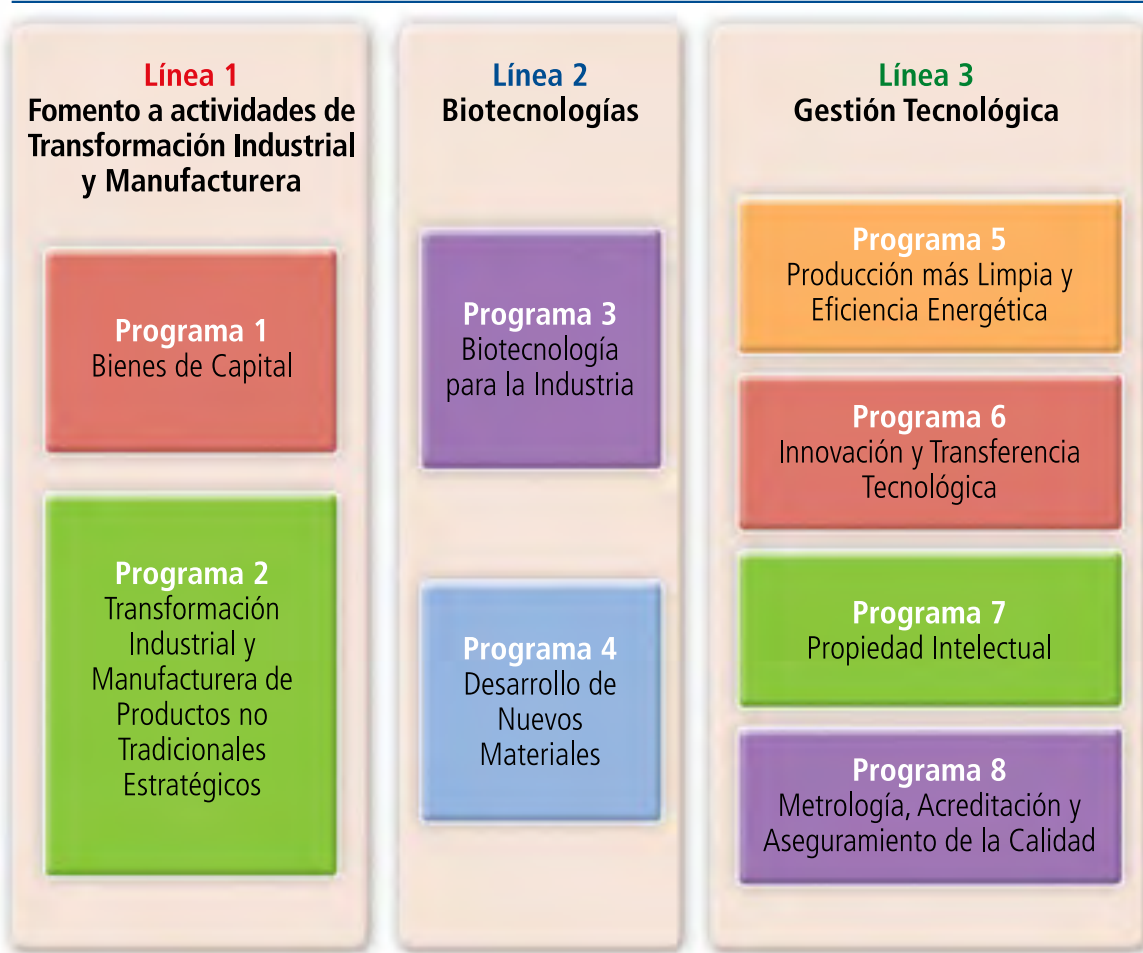 Línea 1
Fomento a actividades de
Transformación Industrial
y Manufacturera
Programa 1
Bienes de Capital
Programa 2
Transformación
Industrial y
Manufacturera de
Productos no
Tradicionales
Estratégicos
Línea 2
Biotecnologías
Programa 3
Biotecnología
para la Industria
Programa 4
Desarrollo de
Nuevos
Materiales
Línea 3
Gestión Tecnológica
Programa 5
Producción más Limpia y
Eficiencia Energética
Programa 6
Innovación y Transferencia
Tecnológica
Programa 7
Propiedad Intelectual
Programa 8
Metrología, Acreditación y
Aseguramiento de la Calidad